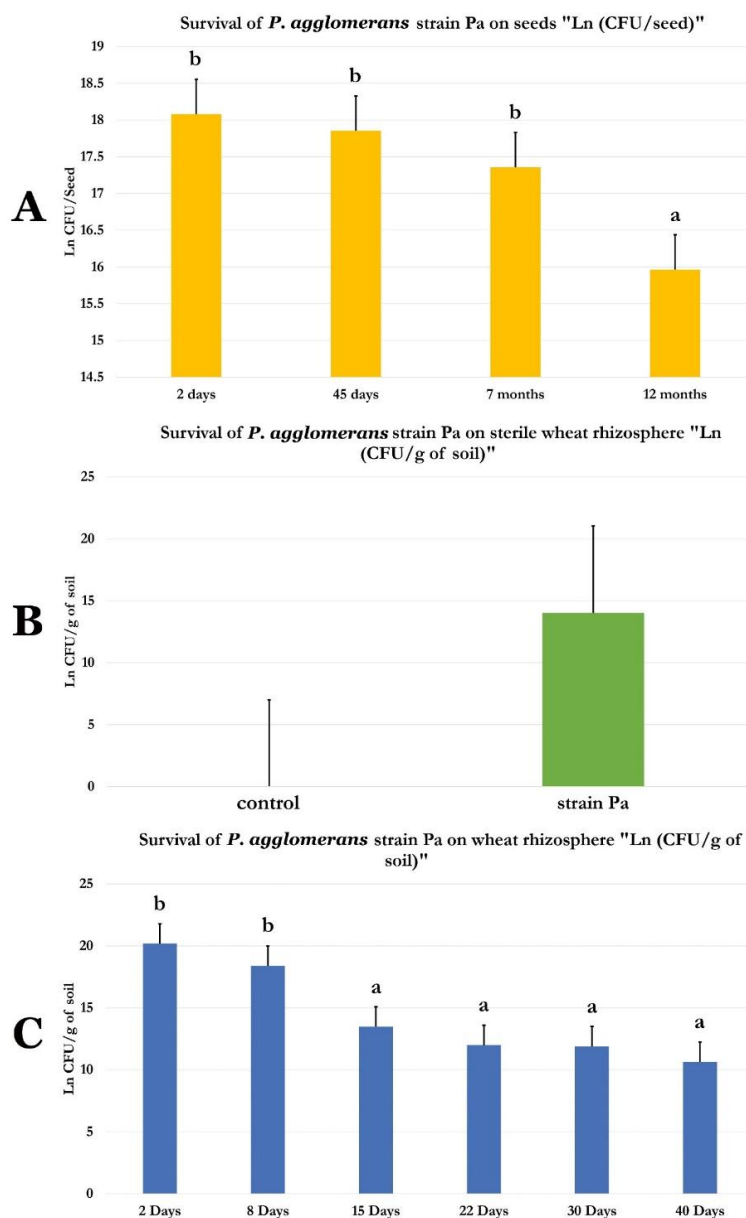 Survival of P. agglomerans strain Pa on seeds "Ln (CFU/seed)"
A
Ln CFU/Seed
19
18.5
18
17.5
17
16.5
16
15.5
15
14.5
b
b
b
a
2 days
45 days
7 months
12 months
Survival of P. agglomerans strain Pa on sterile wheat rhizosphere "Ln
(CFU/g of soil)"
B
Ln CFU/g of soil
25
20
15
10
5
0
control
strain Pa
Survival of P. agglomerans strain Pa on wheat rhizosphere "Ln (CFU/g of
soil)"
C
Ln CFU/g of soil
25
20
15
10
5
0
b
b
a
a
a
a
2 Days
8 Days
15 Days
22 Days
30 Days
40 Days